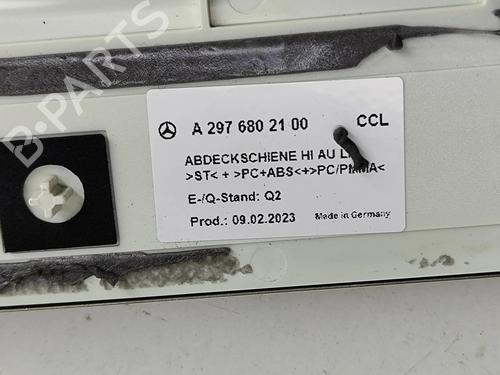 B-PARTS
A 297 680 21 00 CCL
ABDECKSCHIENE HI AU
>ST< + >PC+ABS<+>PC/PMMA<
E-/Q-Stand: Q2
Prod.: 09.02.2023 Made in Germany